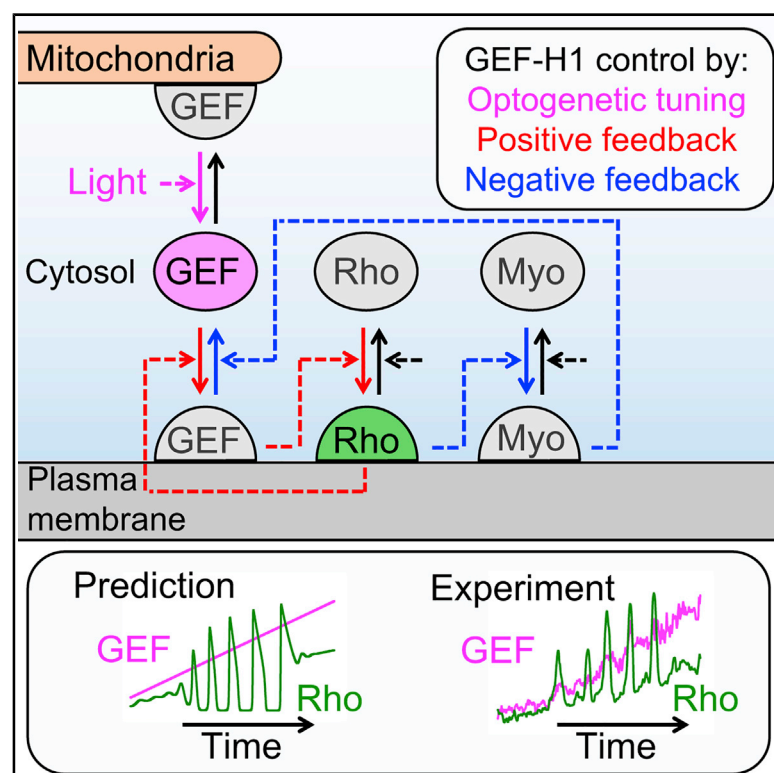 Mitochondria
GEF
GEF-H1 control by:
Optogenetic tuning
Positive feedback
Negative feedback
Light
Cytosol
GEF
Rho
Myo
GEF
Rho
Myo
Plasma
membrane
Prediction
GEF
Rho
Time
Experiment
GEF
Rho
Time